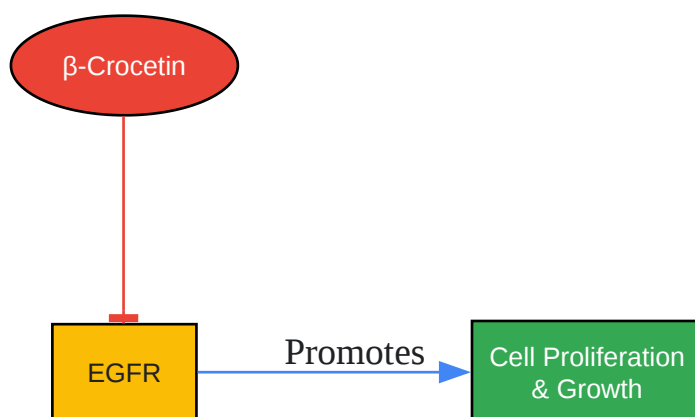 β-Crocetin
EGFR
Promotes
Cell Proliferation
& Growth